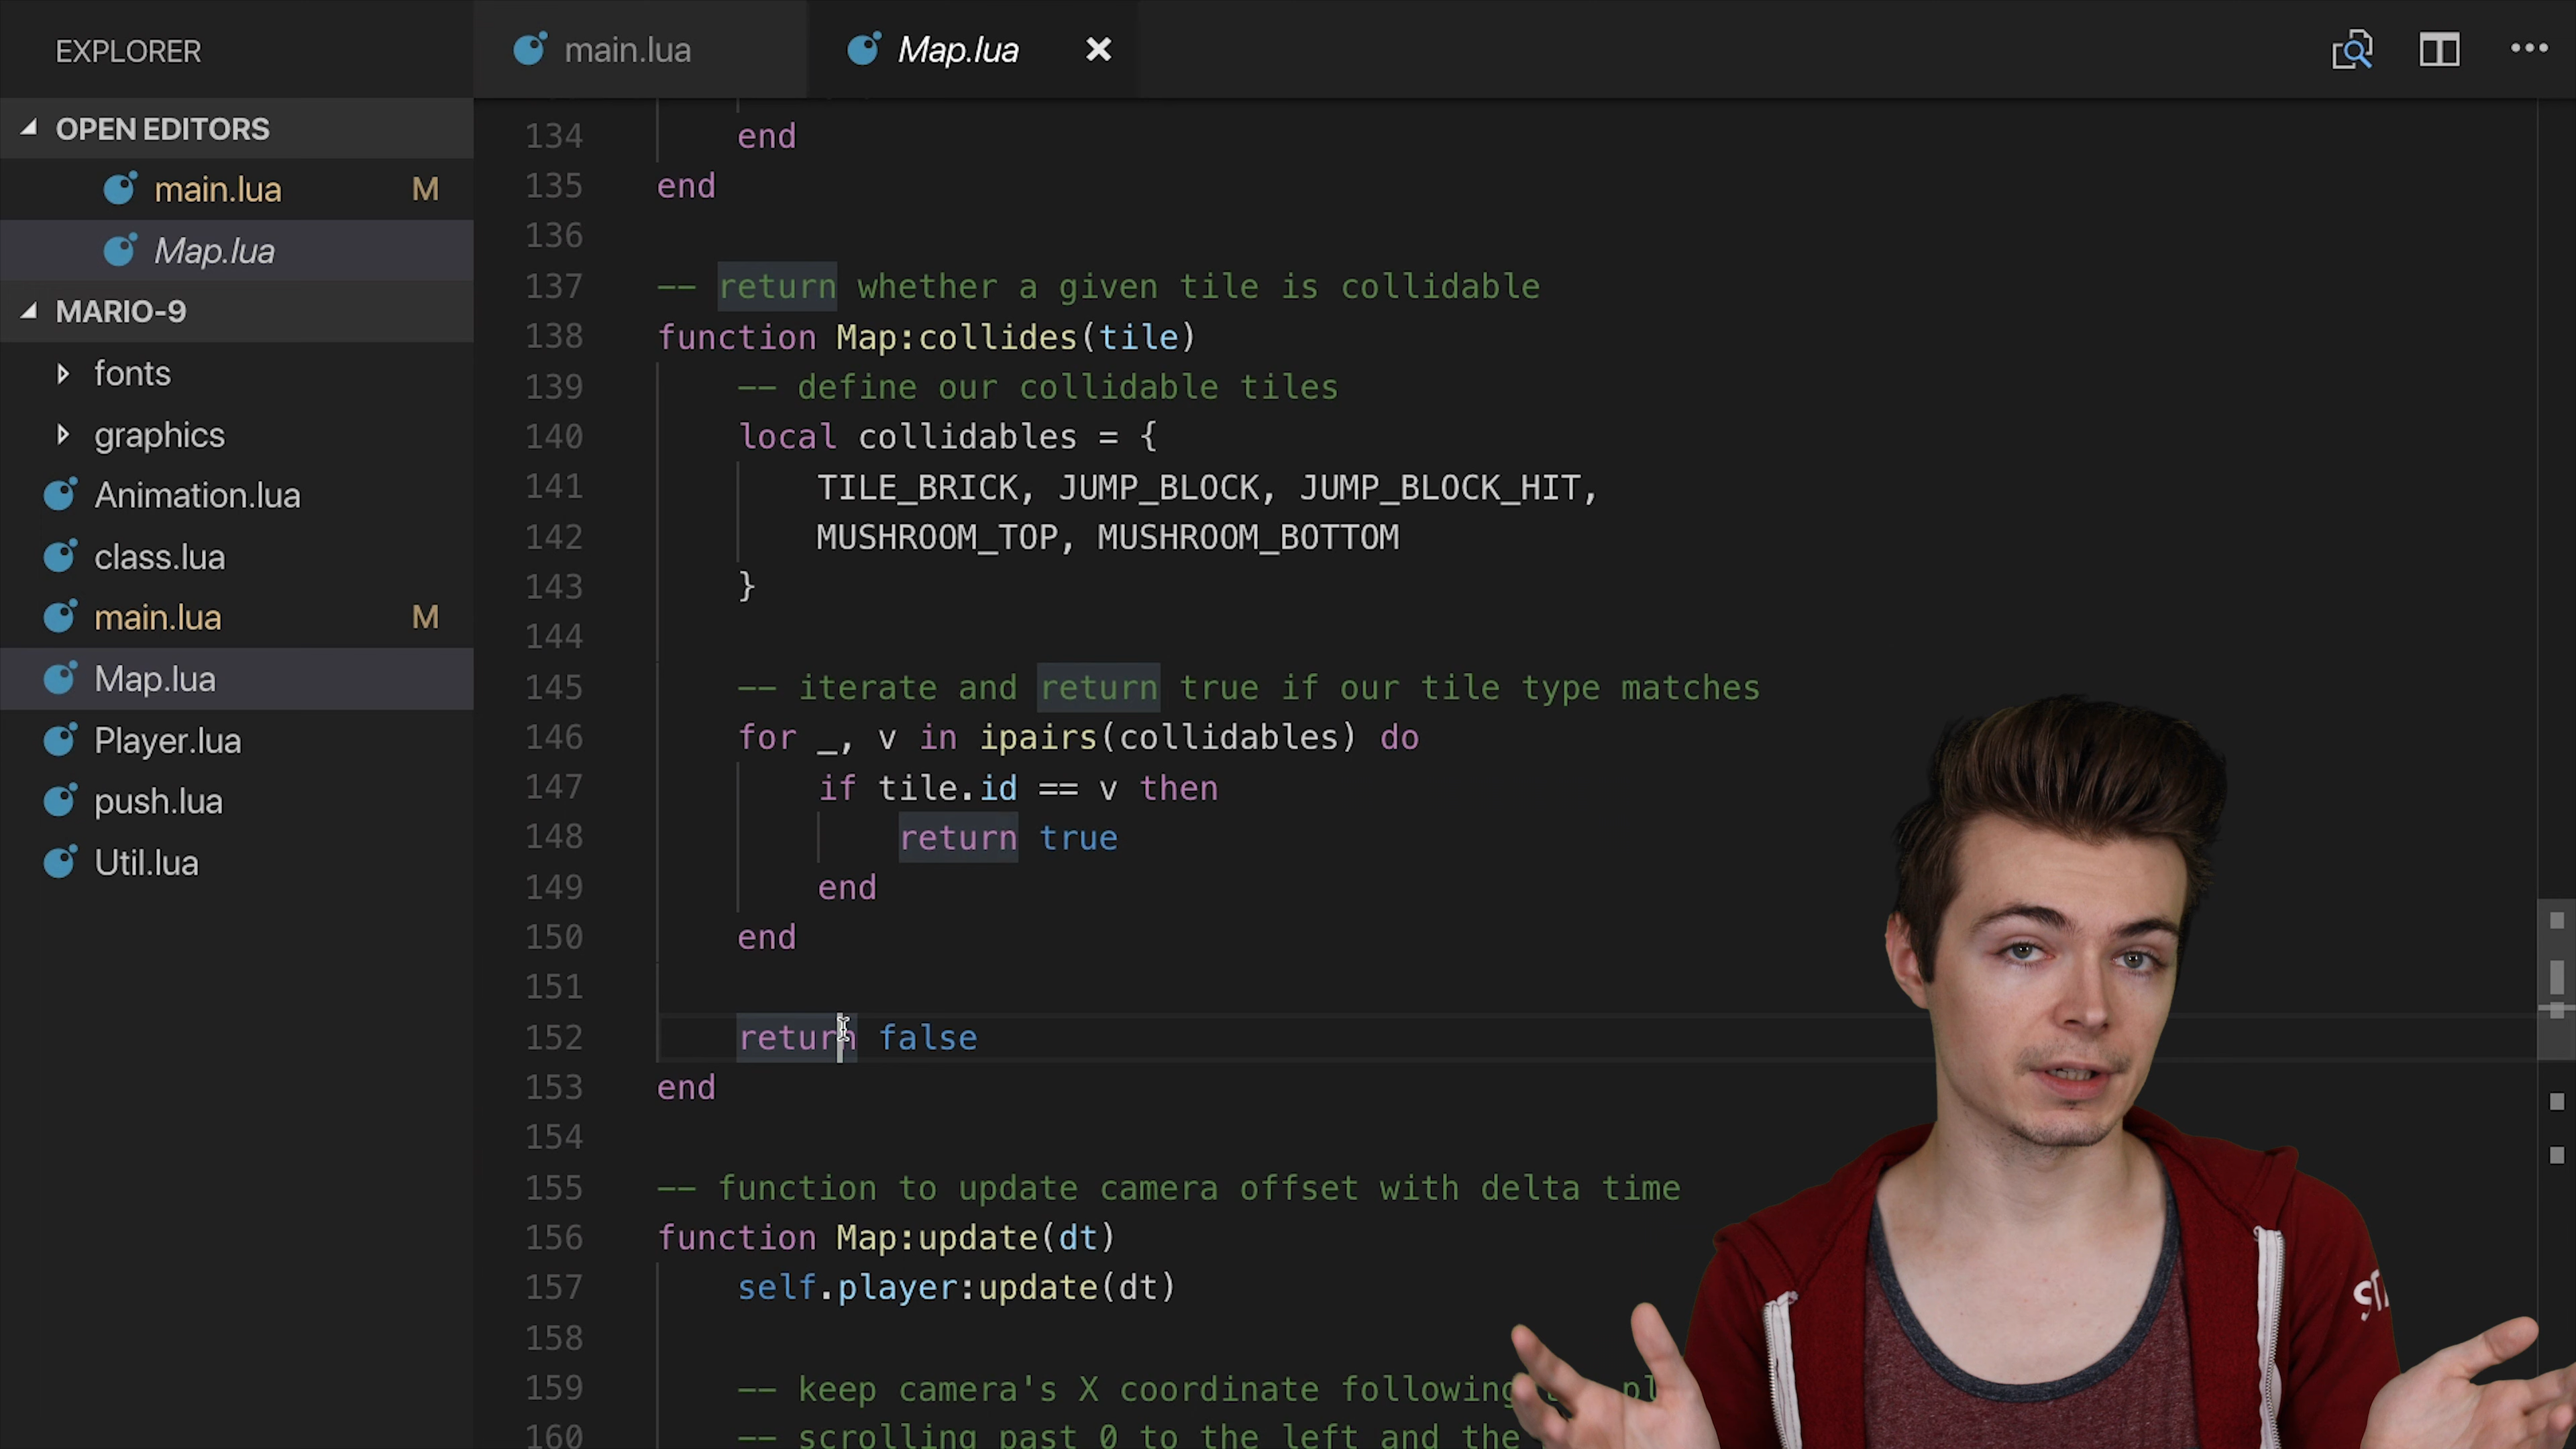 EXPLORER
main.lua
Map.lua
OPEN EDITORS
main.lua M
Map.lua
MARIO-9
fonts
graphics
Animation.lua
class.lua
main.lua M
Map.lua
Player.lua
push.lua
Util.lua
134 end
135 end
136
137 -- return whether a given tile is collidable
138 function Map:collides(tile)
139 -- define our collidable tiles
140 local collidables = {
141 TILE_BRICK, JUMP_BLOCK, JUMP_BLOCK_HIT,
142 MUSHROOM_TOP, MUSHROOM_BOTTOM
143 }
144
145 -- iterate and return true if our tile type matches
146 for _, v in ipairs(collidables) do
147 if tile.id == v then
148 return true
149 end
150 end
151
152 return false
153 end
154
155 -- function to update camera offset with delta time
156 function Map:update(dt)
157 self.player:update(dt)
158
159 -- keep camera's X coordinate following
160 -- scrolling past 0 to the left and the